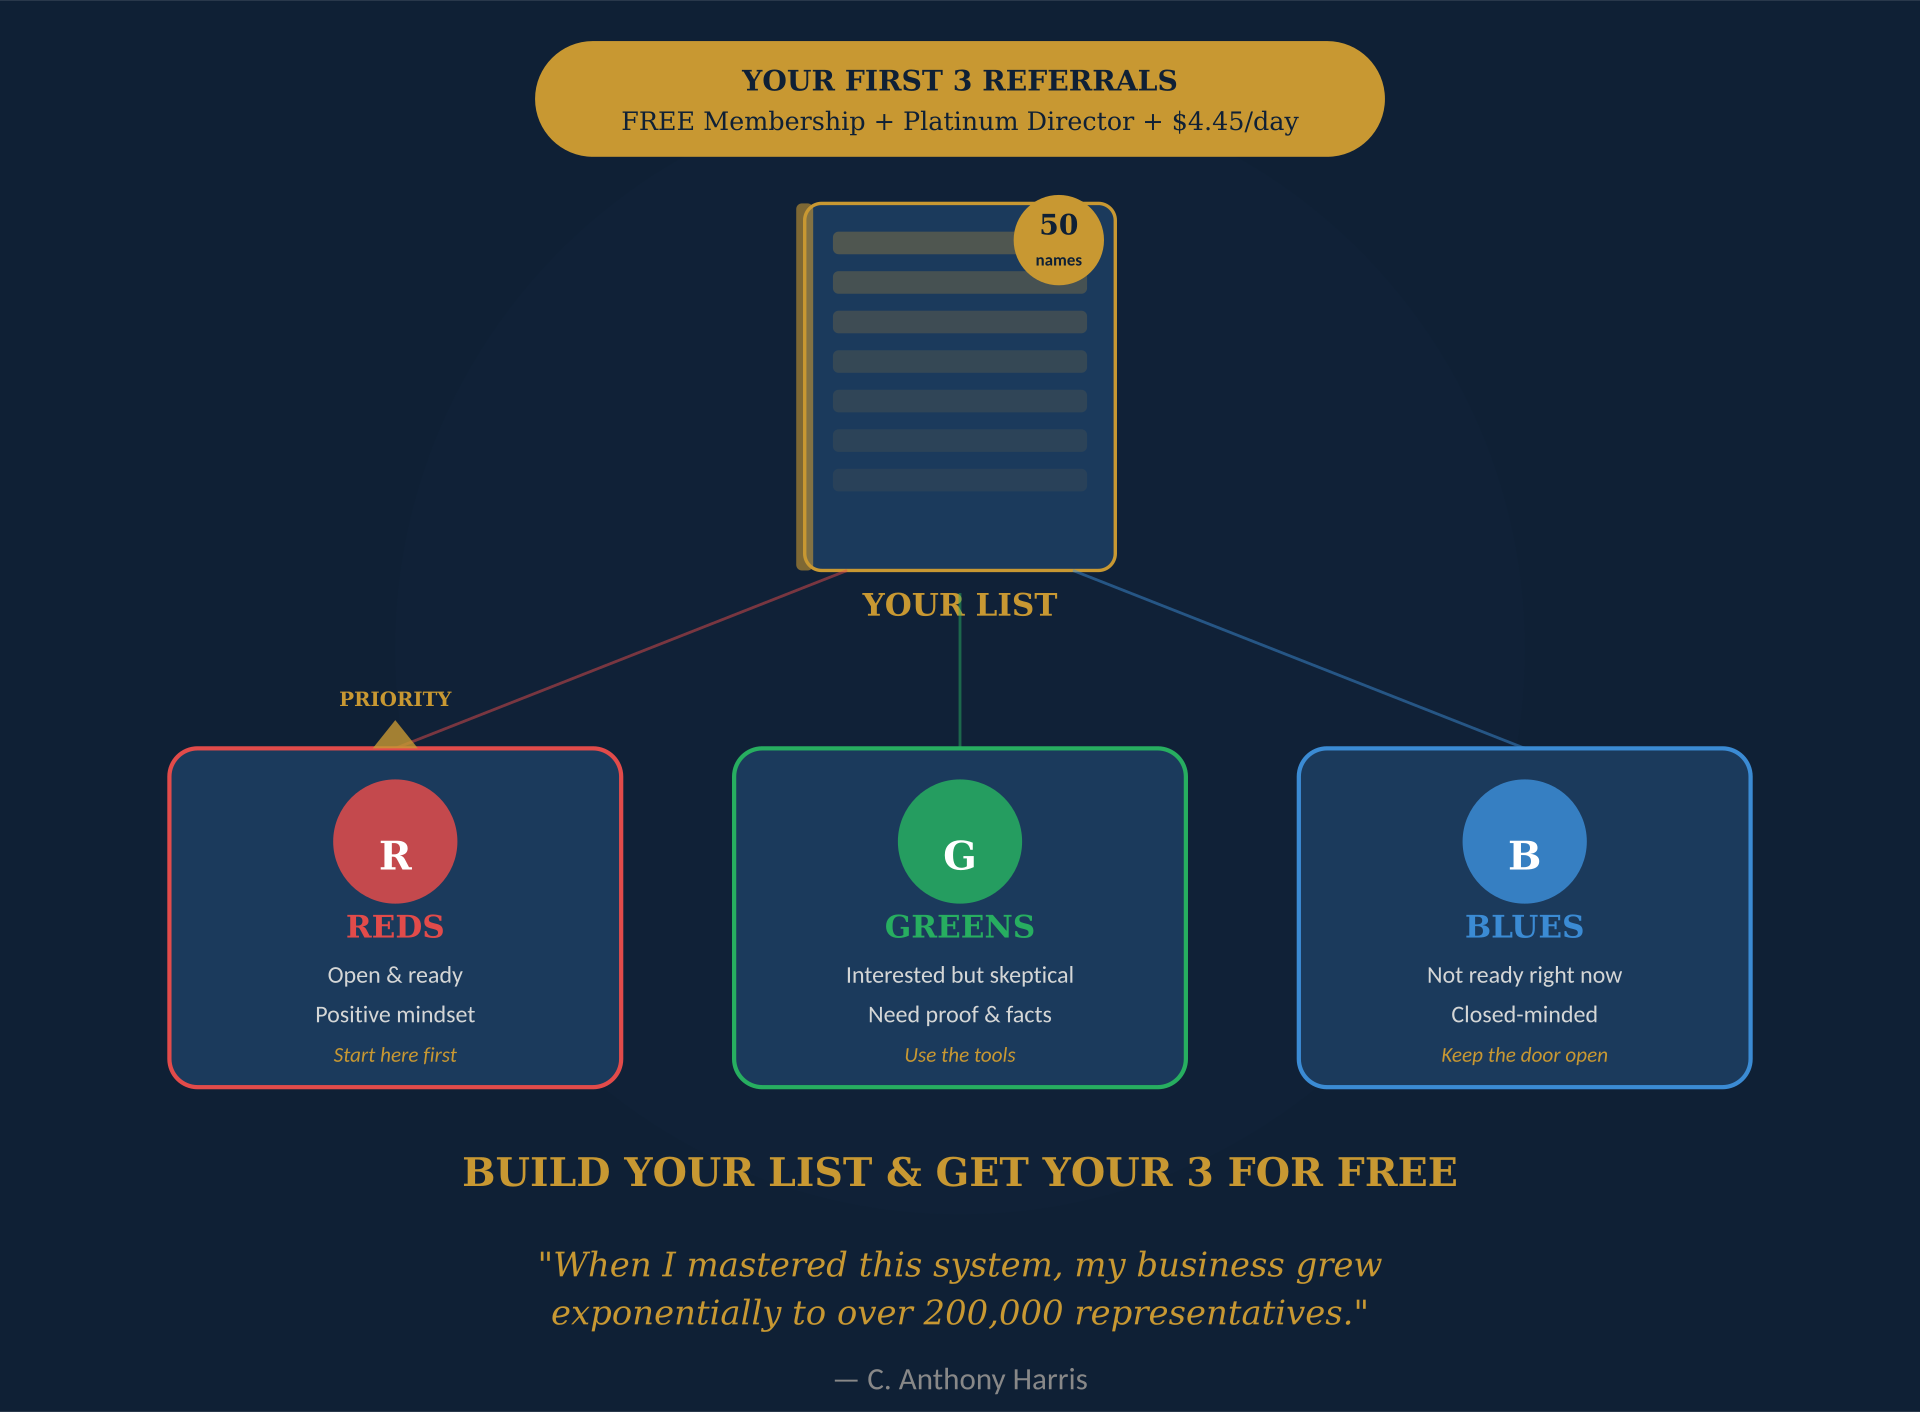 YOUR FIRST 3 REFERRALS
FREE Membership + Platinum Director + $4.45/day
50
names
YOUR LIST
PRIORITY
R
REDS
Open & ready
Positive mindset
Start here first
G
GREENS
Interested but skeptical
Need proof & facts
Use the tools
B
BLUES
Not ready right now
Closed-minded
Keep the door open
BUILD YOUR LIST & GET YOUR 3 FOR FREE
"When I mastered this system, my business grew
exponentially to over 200,000 representatives."
— C. Anthony Harris